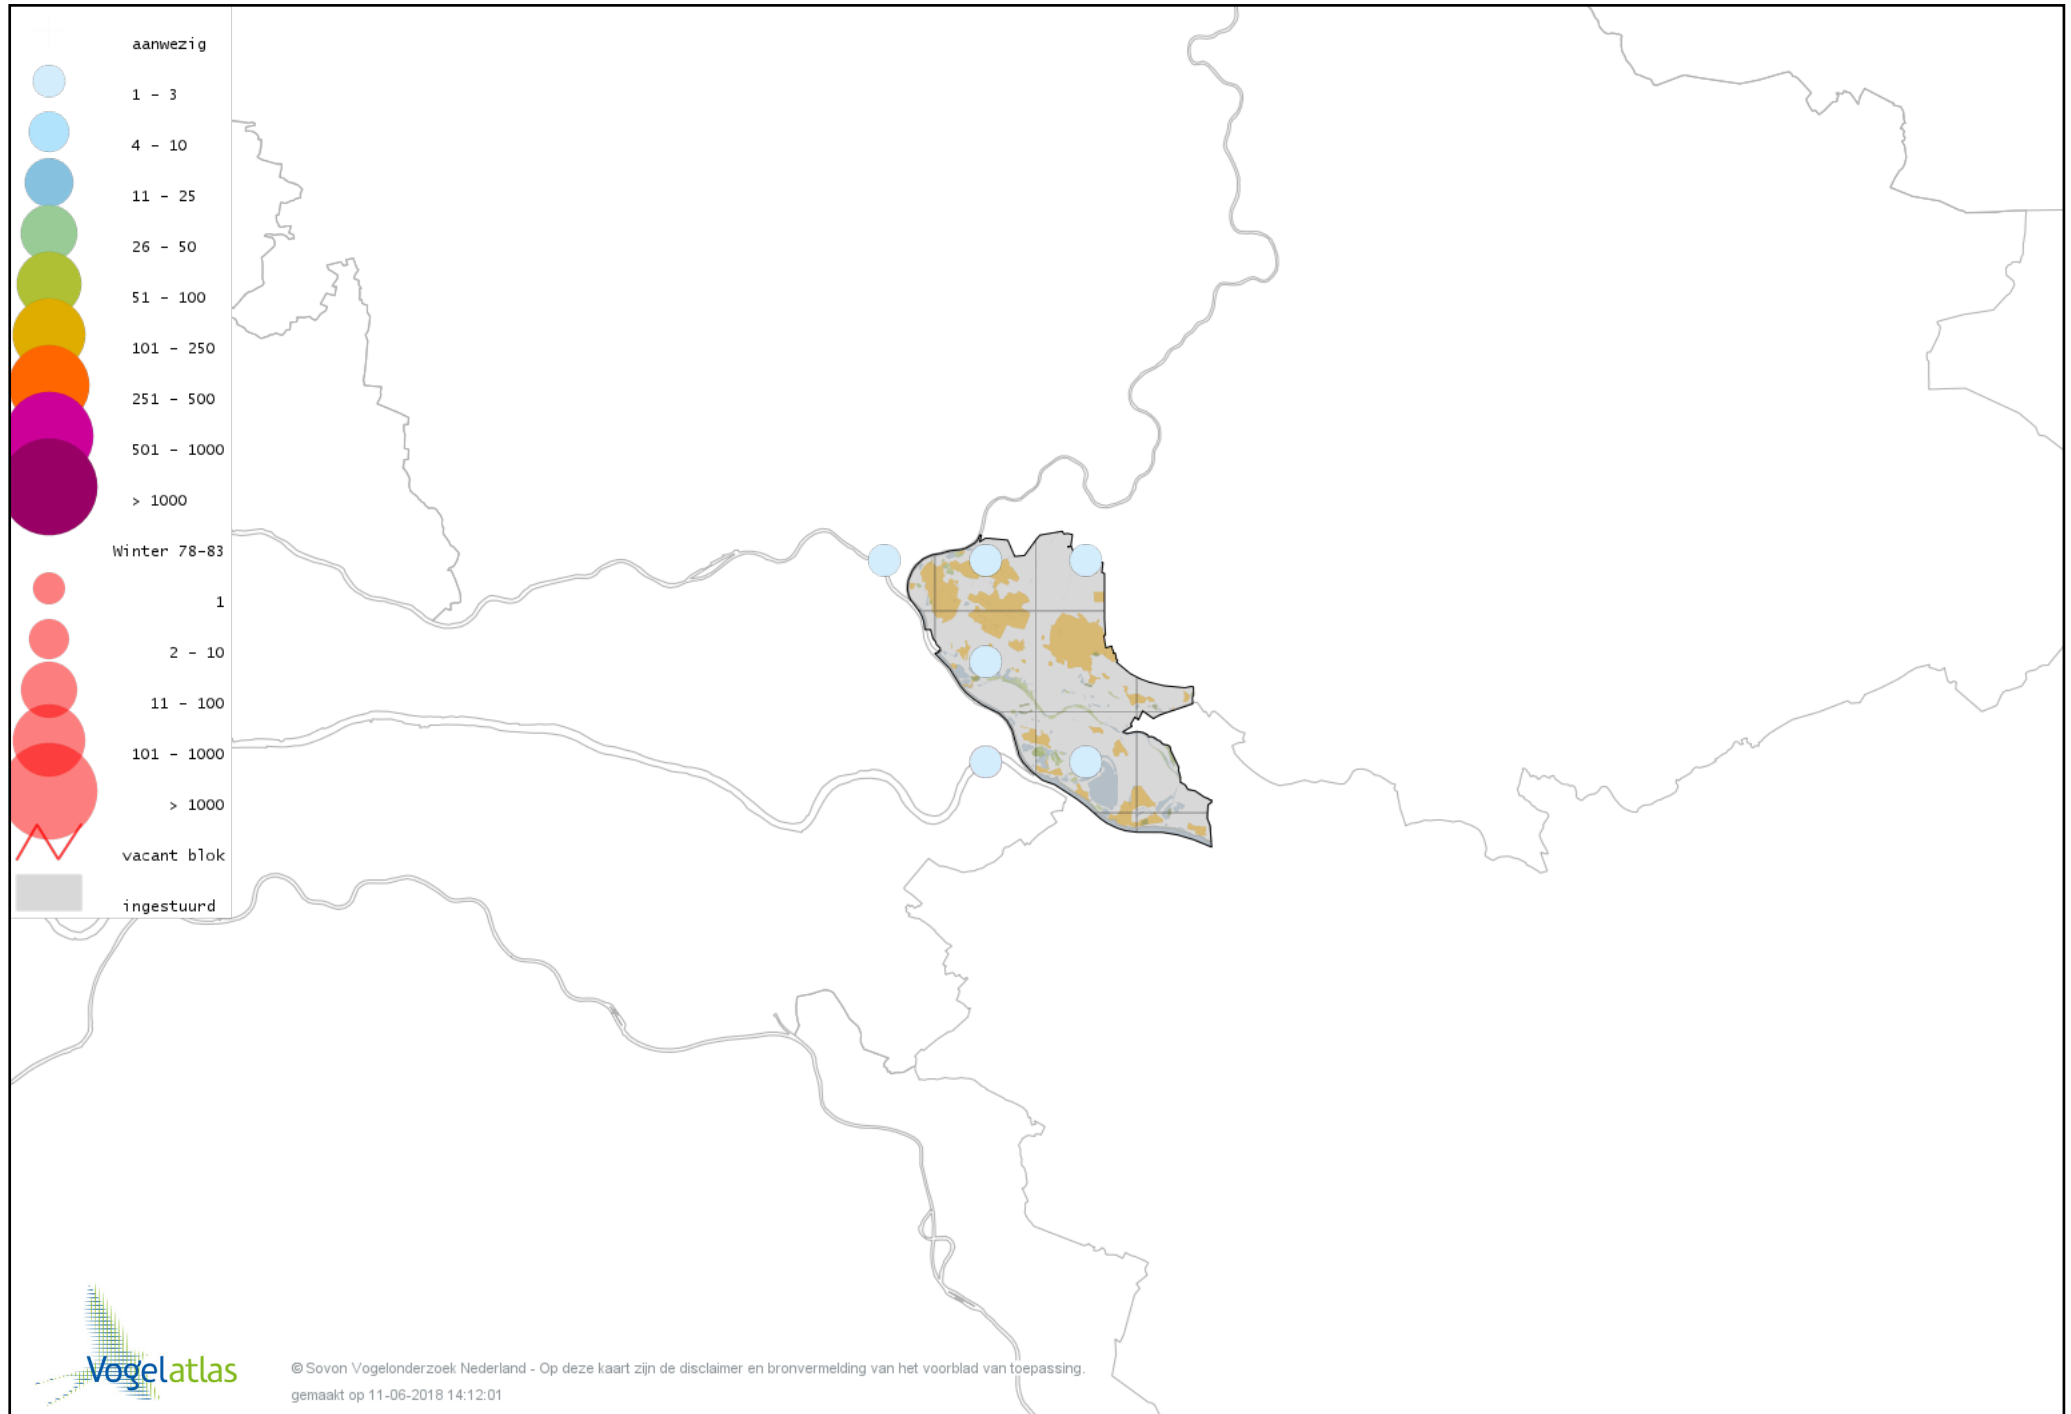 aanwezig
1 - 3
4 - 10
11 - 25
26 - 50
51 - 100
101 - 250
251 - 500
501 - 1000
> 1000
Winter 78-83
1
2 - 10
11 - 100
101 - 1000
> 1000
vacant blok
ingestuurd
Vogelatlas
© Sovon Vogelonderzoek Nederland - Op deze kaart zijn de disclaimer en bronvermelding van het voorblad van toepassing.
gemaakt op 11-06-2018 14:12:01